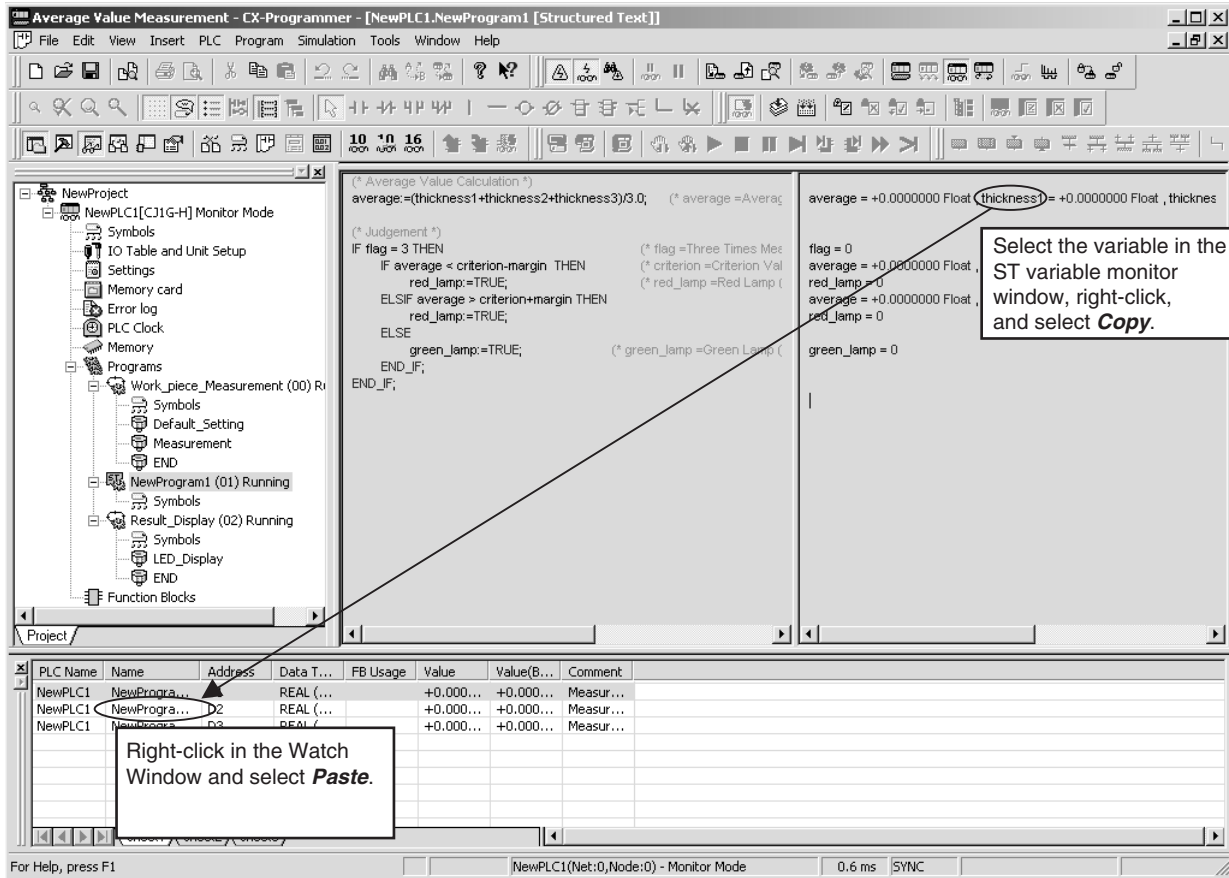 Average Value Measurement - CX-Programmer - [NewPLC1.NewProgram1 [Structured Text]]
File Edit View Insert PLC Program Simulation Tools Window Help
10 10 16
NewProject
NewPLC1[CJ1G-H] Monitor Mode
Symbols
IO Table and Unit Setup
Settings
Memory card
Error log
PLC Clock
Memory
Programs
Work_piece_Measurement (00) Ru
Symbols
Default_Setting
Measurement
END
NewProgram1 (01) Running
Symbols
Result_Display (02) Running
Symbols
LED_Display
END
Function Blocks
Project
(* Average Value Calculation *)
average:=(thickness1+thickness2+thickness3)/3.0; (* average =Averag
(* Judgement *)
IF flag = 3 THEN (* flag =Three Times Mea
IF average < criterion-margin THEN (* criterion =Criterion Val
red_lamp:=TRUE; (* red_lamp =Red Lamp (
ELSIF average > criterion+margin THEN
red_lamp:=TRUE;
ELSE
green_lamp:=TRUE; (* green_lamp =Green Lamp (
END_IF;
END_IF;
average = +0.0000000 Float , thickness1 = +0.0000000 Float , thicknes
flag = 0
average = +0.0000000 Float ,
red_lamp = 0
average = +0.0000000 Float ,
red_lamp = 0
green_lamp = 0
Select the variable in the
ST variable monitor
window, right-click,
and select Copy.
PLC Name Name Address Data T... FB Usage Value Value(B... Comment
NewPLC1 NewProgra... REAL (... +0.000... +0.000... Measur...
NewPLC1 NewProgra... D2 REAL (... +0.000... +0.000... Measur...
NewPLC1 NewProgra... D3 REAL (... +0.000... +0.000... Measur...
Right-click in the Watch
Window and select Paste.
For Help, press F1
NewPLC1(Net:0,Node:0) - Monitor Mode
0.6 ms
SYNC